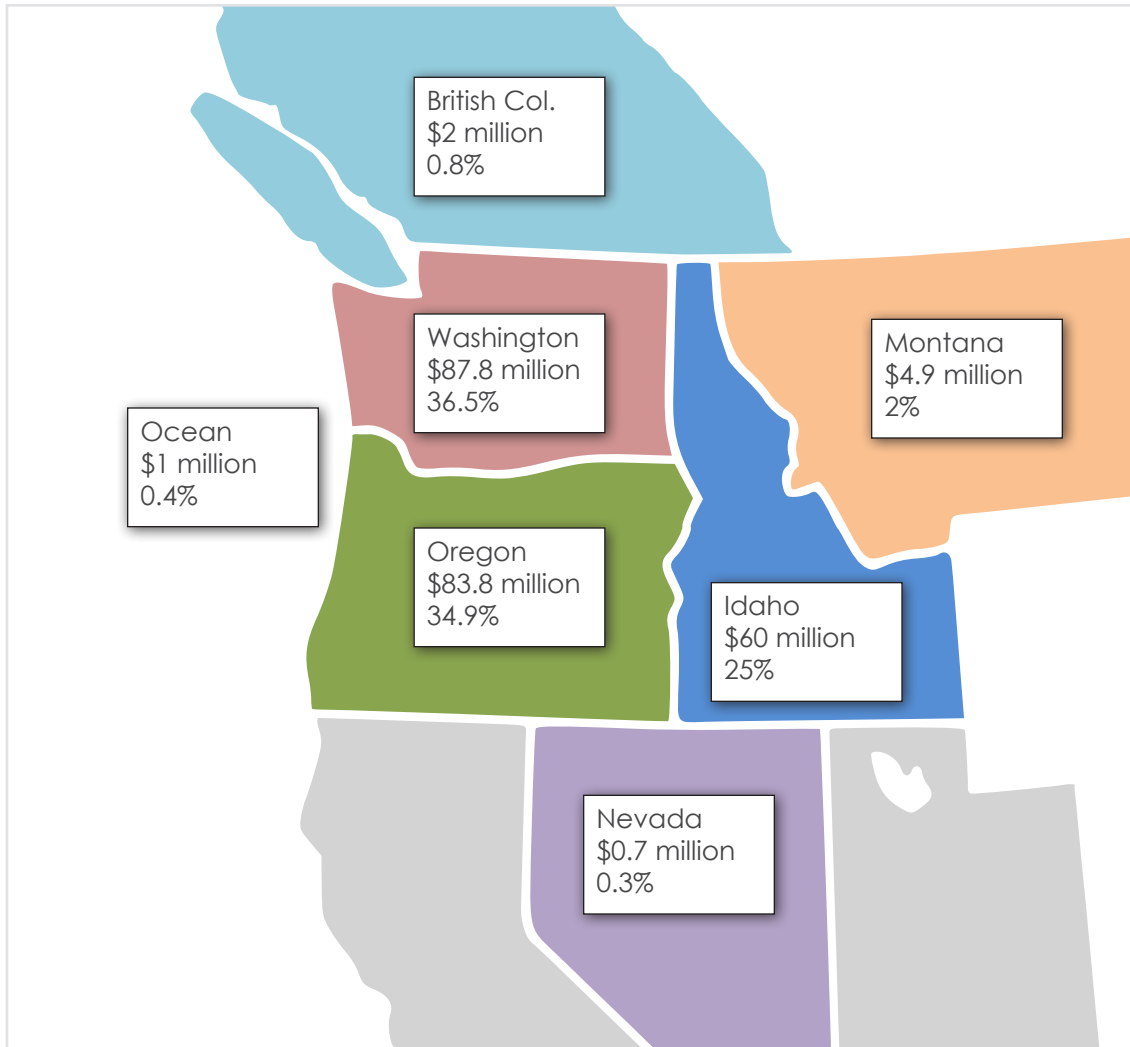 British Col.
$2 million
0.8%
Washington
$87.8 million
36.5%
Montana
$4.9 million
2%
Ocean
$1 million
0.4%
Oregon
$83.8 million
34.9%
Idaho
$60 million
25%
Nevada
$0.7 million
0.3%